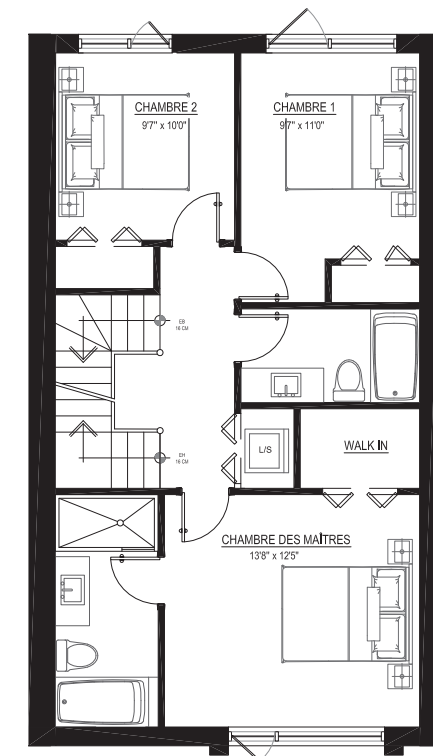 CHAMBRE 2
9'7" x 10'0"
CHAMBRE 1
9'7" x 11'0"
EB
16 CM
EH
16 CM
L/S
WALK IN
CHAMBRE DES MAÎTRES
13'8" x 12'5"